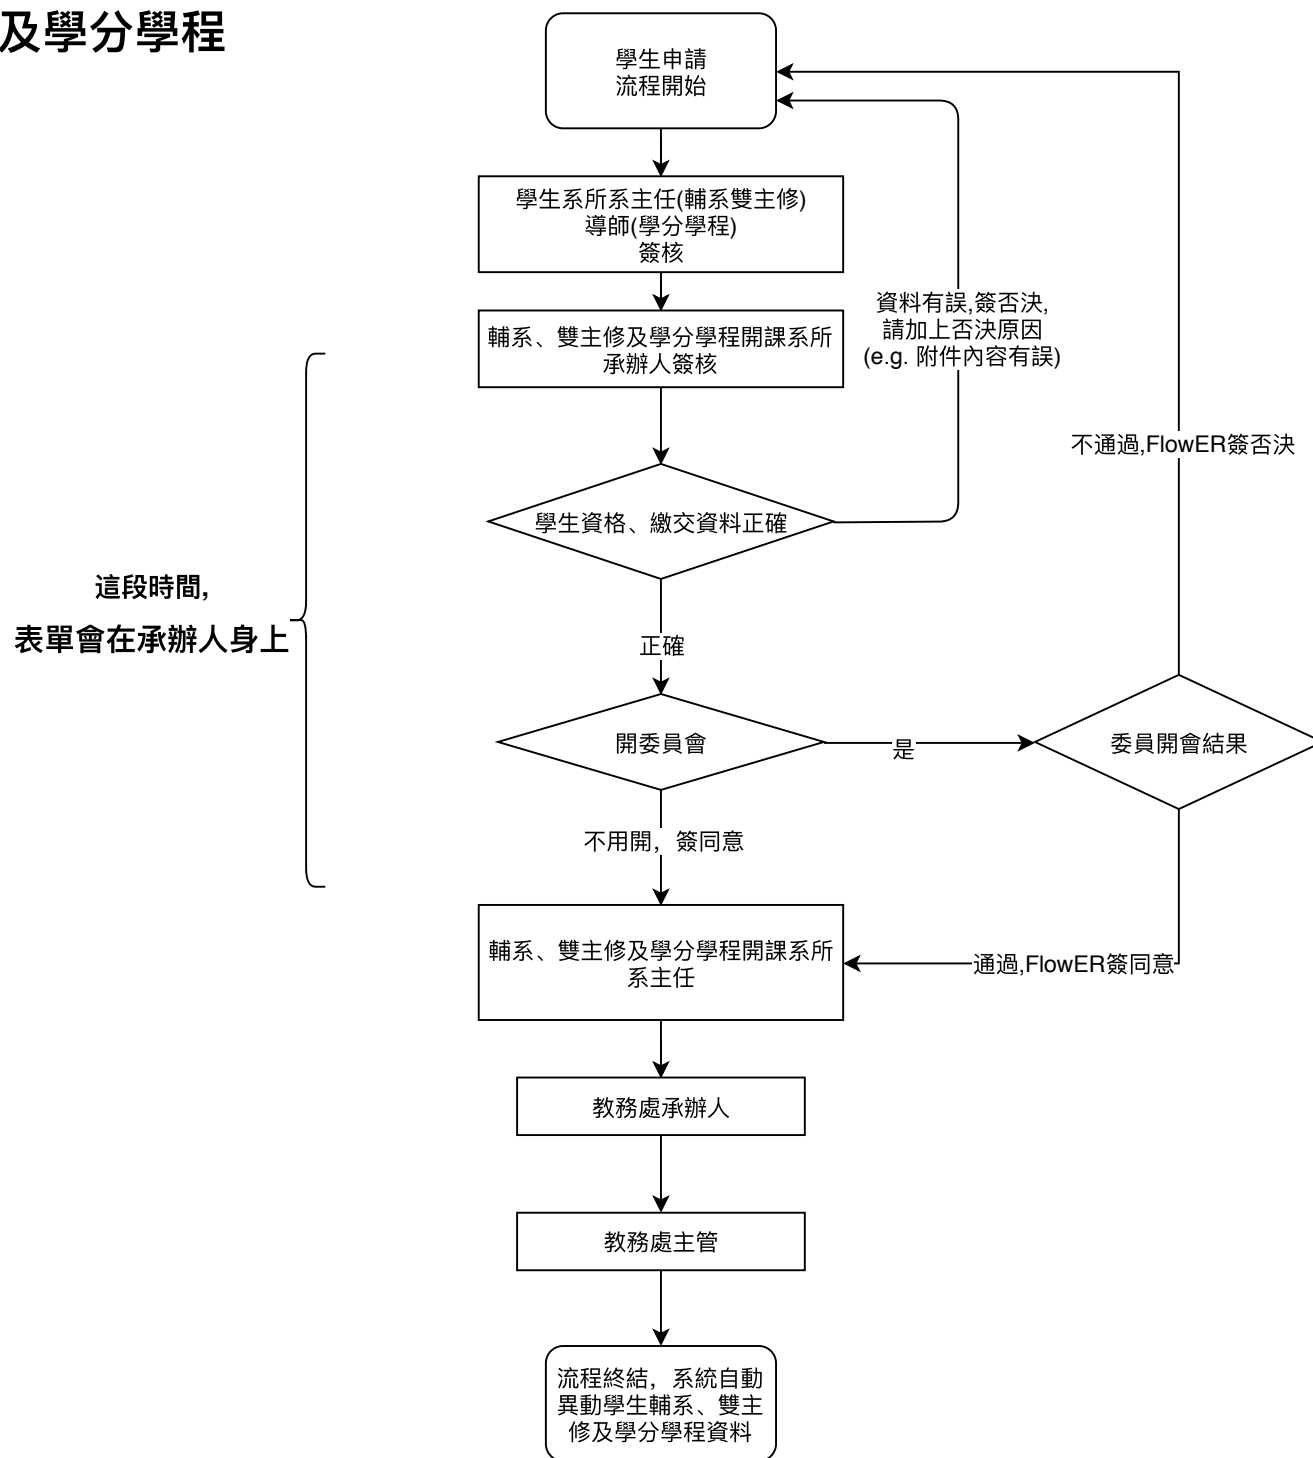 及學分學程
學生申請
流程開始
學生系所系主任(輔系雙主修)
導師(學分學程)
簽核
資料有誤,簽否決,
請加上否決原因
(e.g. 附件內容有誤)
輔系、雙主修及學分學程開課系所
承辦人簽核
不通過,FlowER簽否決
學生資格、繳交資料正確
這段時間,
表單會在承辦人身上
正確
開委員會
是
委員開會結果
不用開，簽同意
輔系、雙主修及學分學程開課系所
系主任
通過,FlowER簽同意
教務處承辦人
教務處主管
流程終結，系統自動
異動學生輔系、雙主
修及學分學程資料